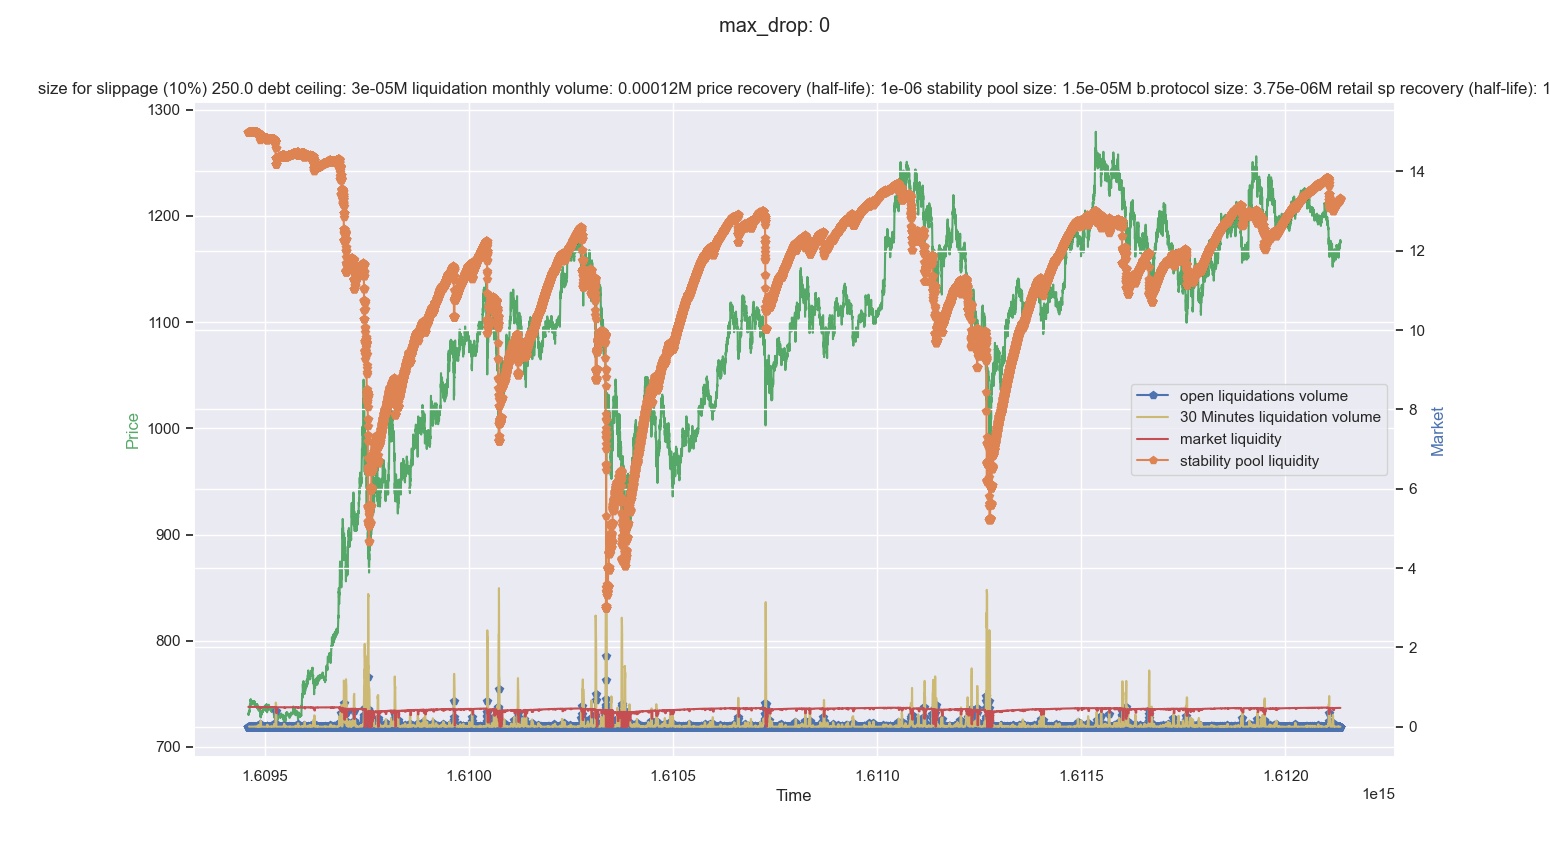 max_drop: 0
size for slippage (10%) 250.0 debt ceiling: 3e-05M liquidation monthly volume: 0.00012M price recovery (half-life): 1e-06 stability pool size: 1.5e-05M b.protocol size: 3.75e-06M retail sp recovery (half-life): 1
1300
1200
1100
1000
900
800
700
Price
14
12
10
8
6
4
2
0
Market
open liquidations volume
30 Minutes liquidation volume
market liquidity
stability pool liquidity
1.6095
1.6100
1.6105
1.6110
1.6115
1.6120
Time
1e15